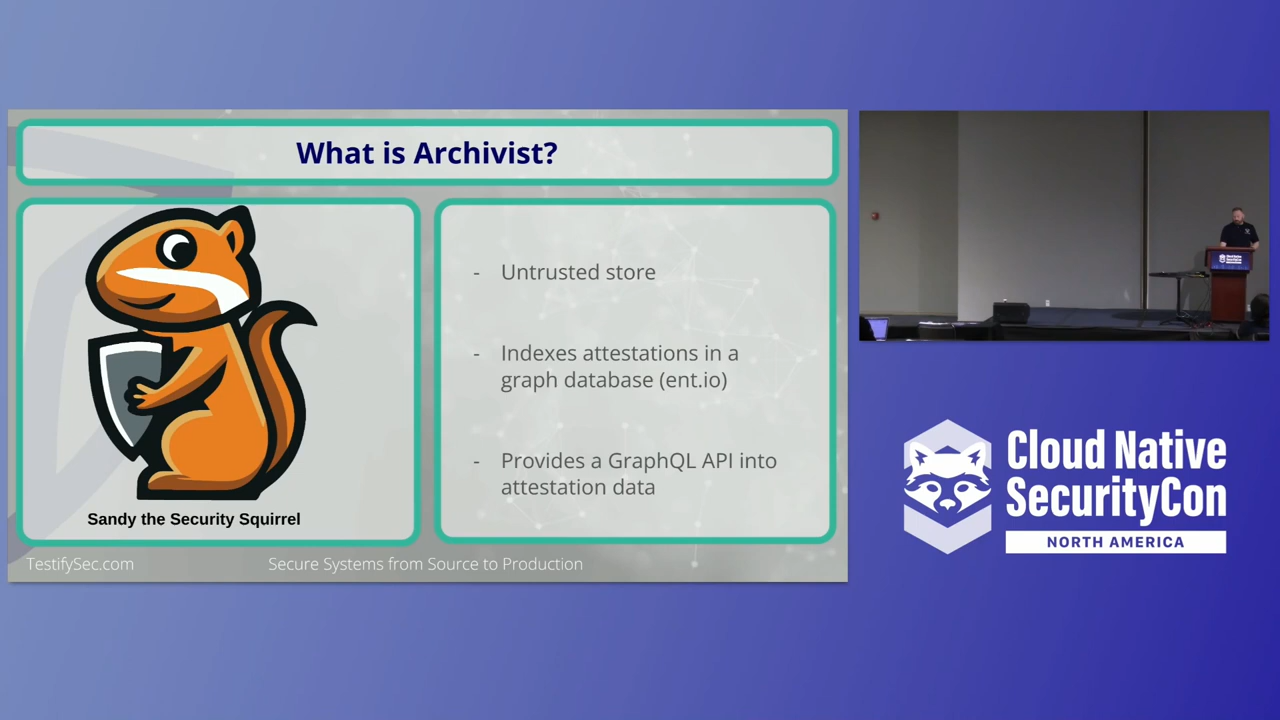 What is Archivist?
Sandy the Security Squirrel
- Untrusted store
- Indexes attestations in a
graph database (ent.io)
- Provides a GraphQL API into
attestation data
TestifySec.com
Secure Systems from Source to Production
Cloud Native
SecurityCon
NORTH AMERICA